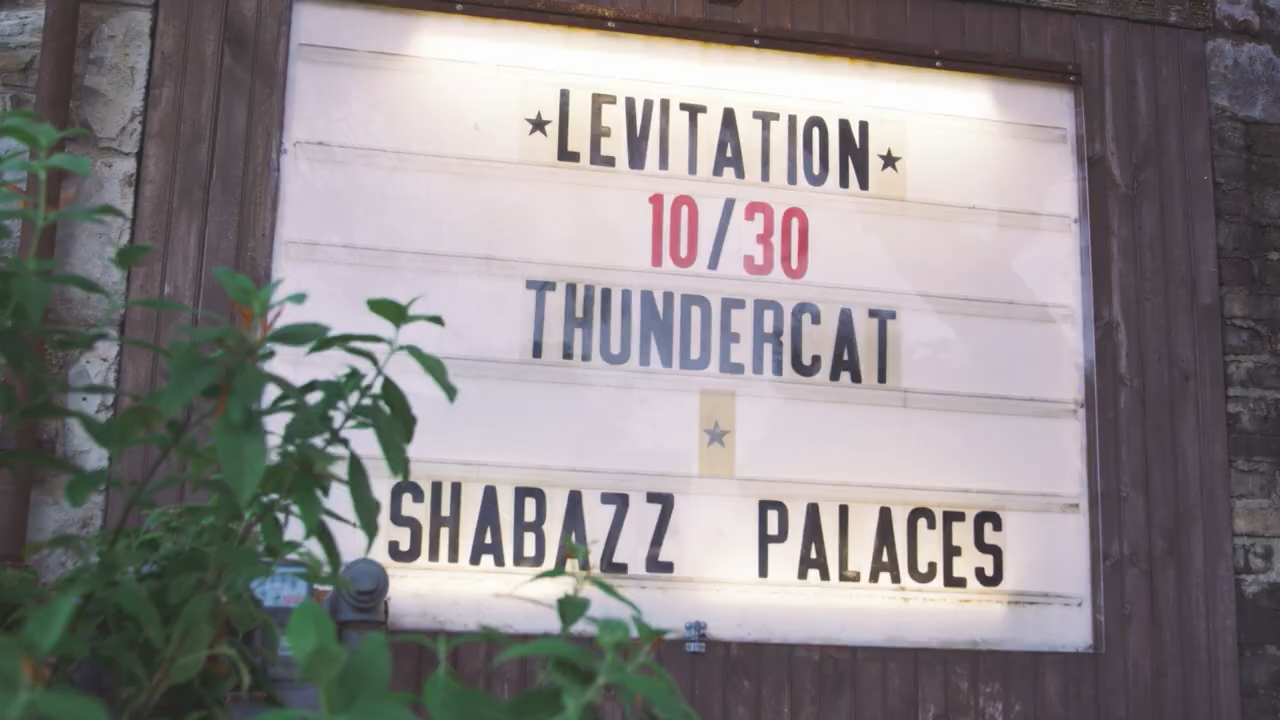 ★LEVITATION★
10/30
THUNDERCAT
★
SHABAZZ PALACES